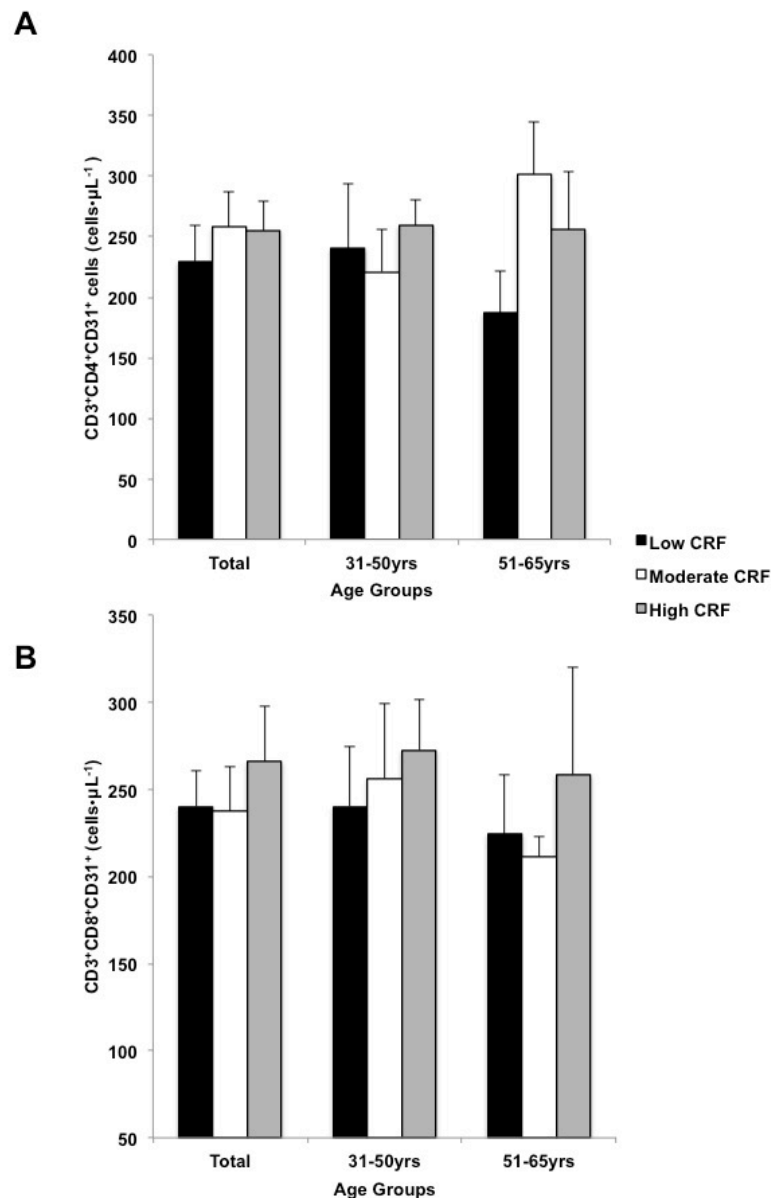 A
CD3⁺CD4⁺CD31⁺ cells (cells·µL⁻¹)
400
350
300
250
200
150
100
50
0
Total
31-50yrs
51-65yrs
Age Groups
Low CRF
Moderate CRF
High CRF
B
CD3⁺CD8⁺CD31⁺ (cells·µL⁻¹)
350
300
250
200
150
100
50
Total
31-50yrs
51-65yrs
Age Groups